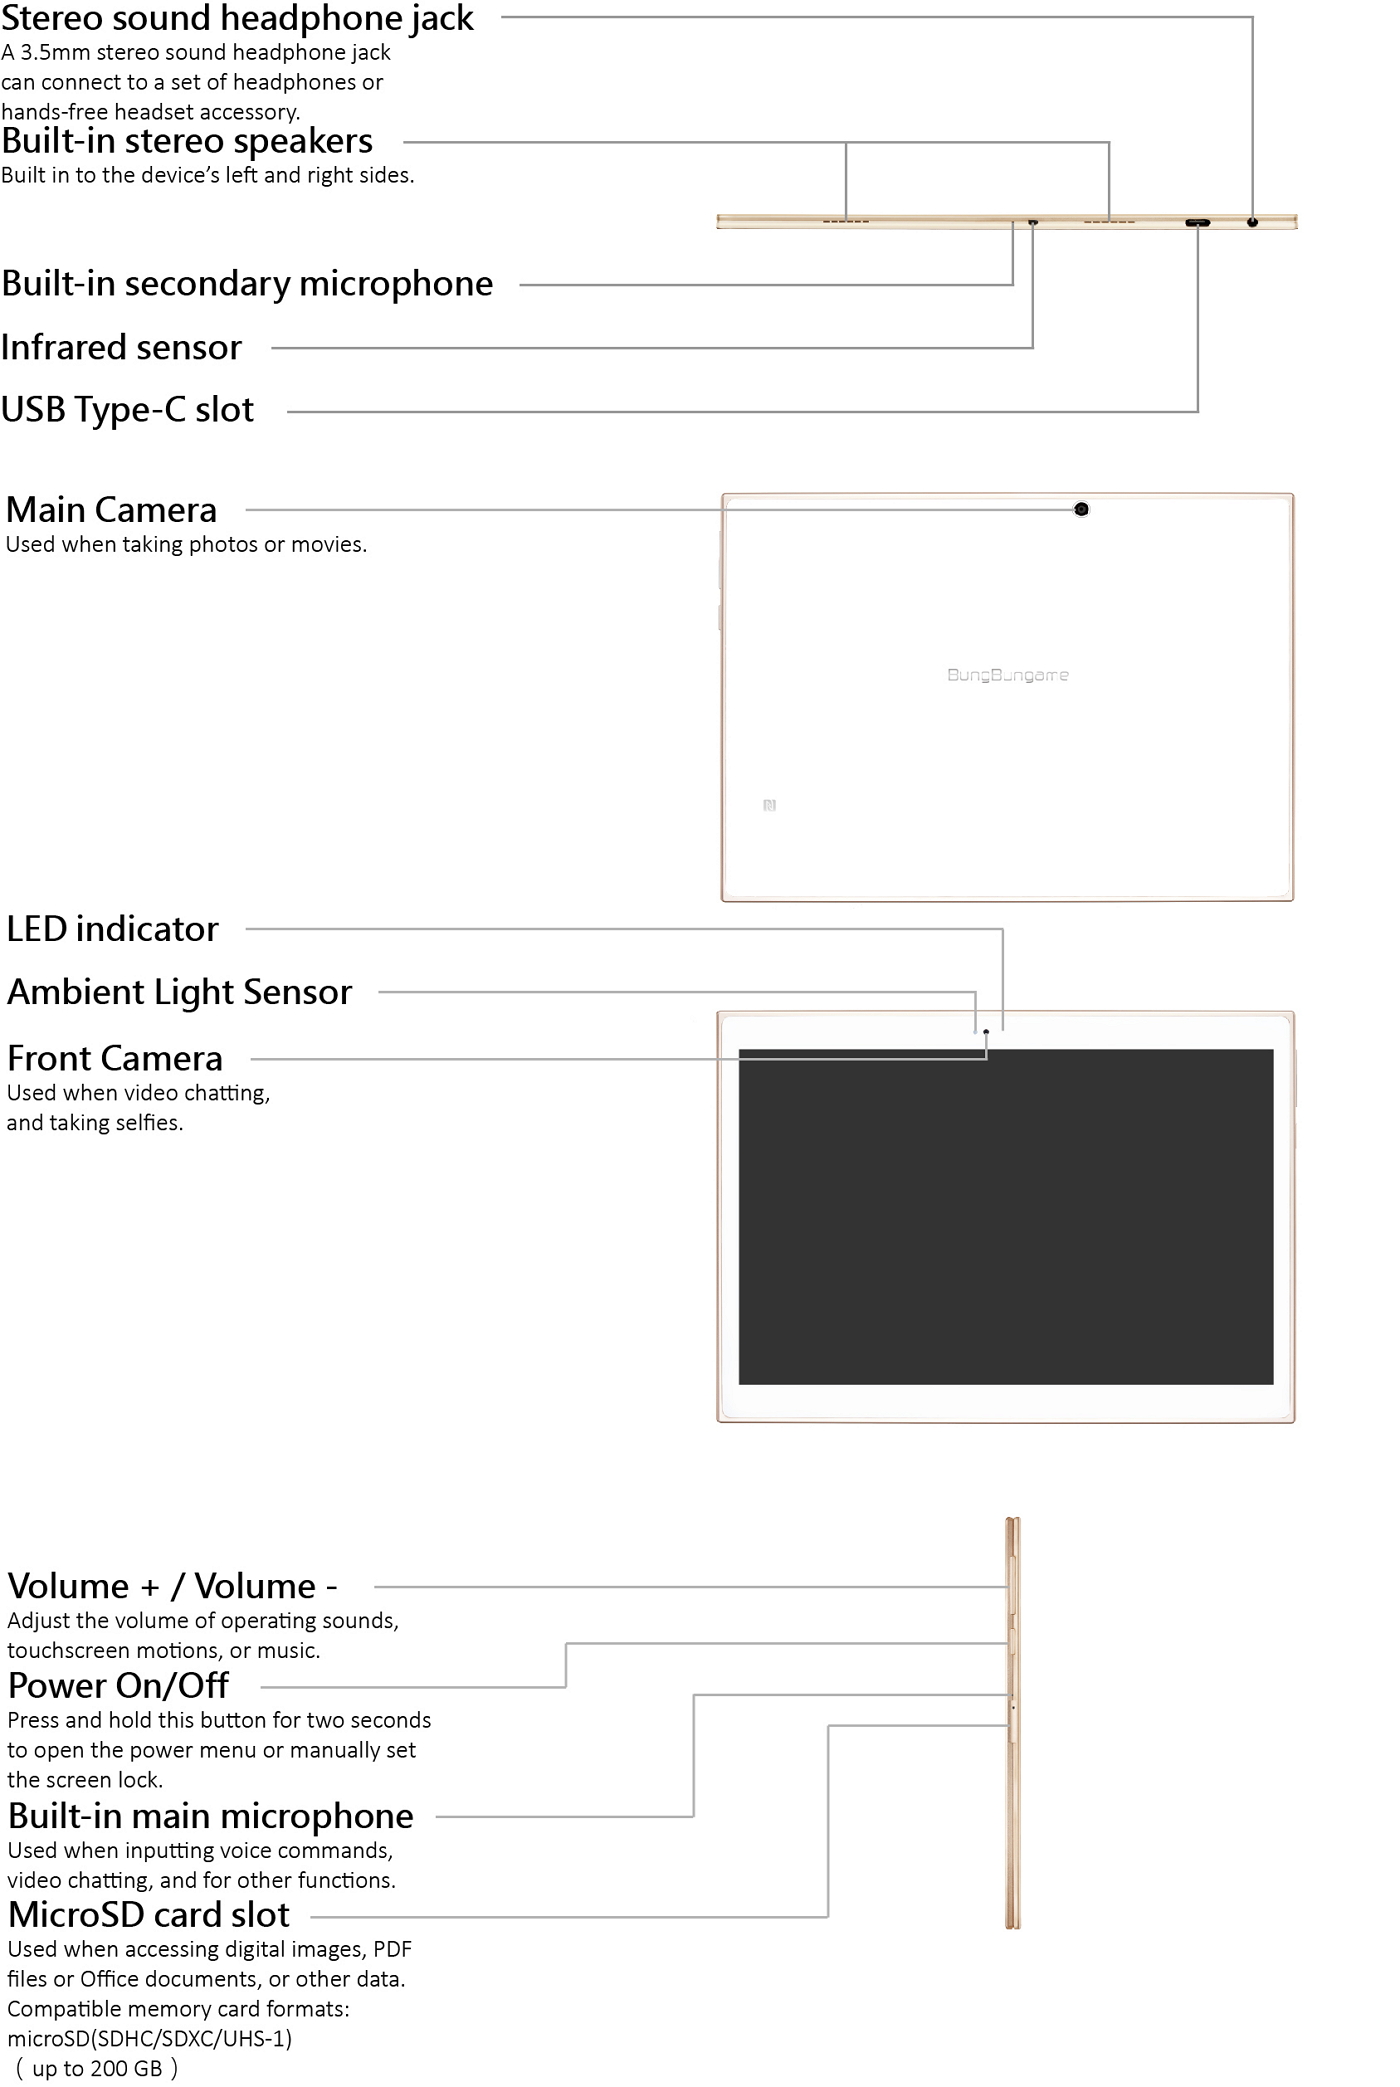 Stereo sound headphone jack
A 3.5mm stereo sound headphone jack
can connect to a set of headphones or
hands-free headset accessory.
Built-in stereo speakers
Built in to the device’s left and right sides.
Built-in secondary microphone
Infrared sensor
USB Type-C slot
Main Camera
Used when taking photos or movies.
BungBungame
LED indicator
Ambient Light Sensor
Front Camera
Used when video chatting,
and taking selfies.
Volume + / Volume -
Adjust the volume of operating sounds,
touchscreen motions, or music.
Power On/Off
Press and hold this button for two seconds
to open the power menu or manually set
the screen lock.
Built-in main microphone
Used when inputting voice commands,
video chatting, and for other functions.
MicroSD card slot
Used when accessing digital images, PDF
files or Office documents, or other data.
Compatible memory card formats:
microSD(SDHC/SDXC/UHS-1)
( up to 200 GB )